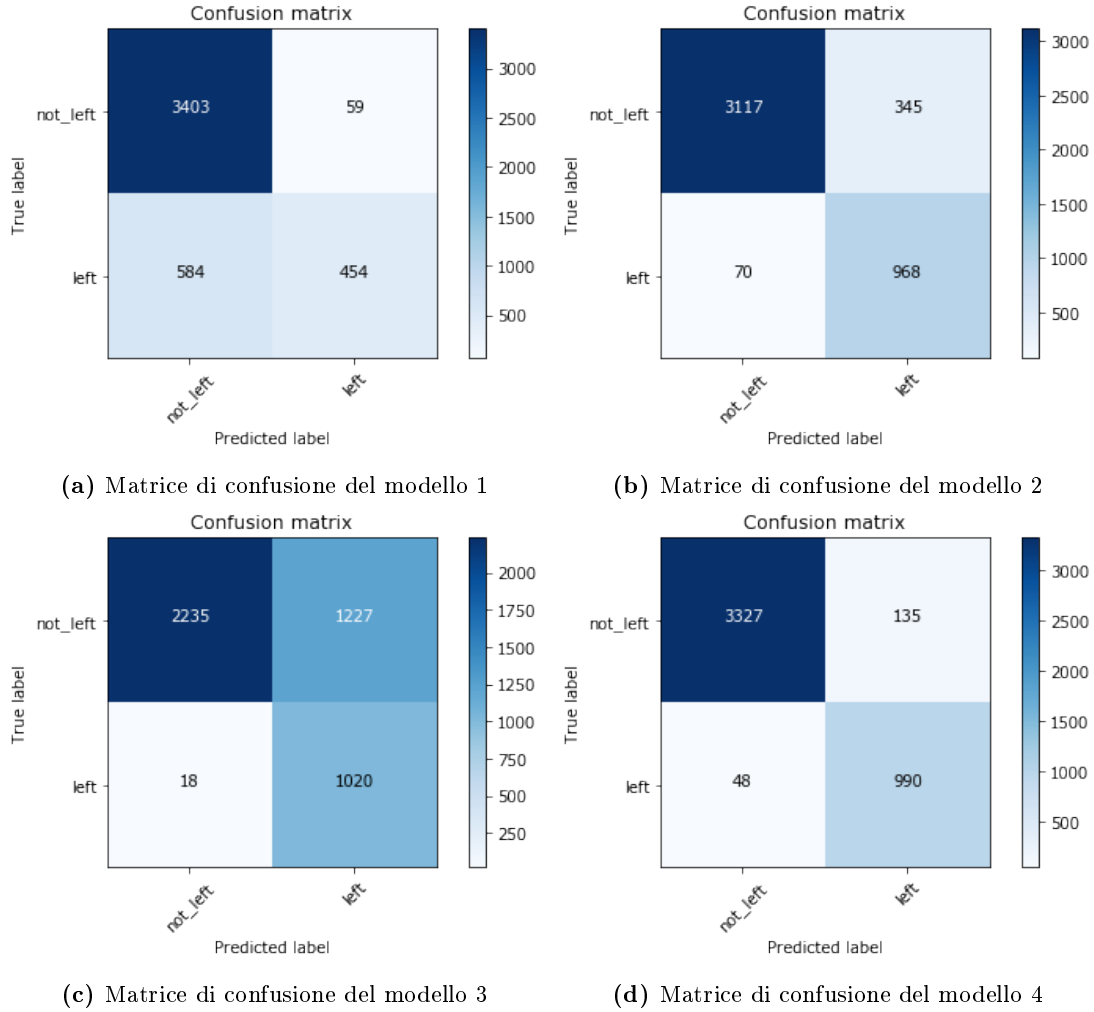 Confusion matrix
3403
59
584
454
not_left
left
not_left
left
True label
Predicted label
3000
2500
2000
1500
1000
500
(a) Matrice di confusione del modello 1
Confusion matrix
3117
345
70
968
not_left
left
not_left
left
True label
Predicted label
3000
2500
2000
1500
1000
500
(b) Matrice di confusione del modello 2
Confusion matrix
2235
1227
18
1020
not_left
left
not_left
left
True label
Predicted label
2000
1750
1500
1250
1000
750
500
250
(c) Matrice di confusione del modello 3
Confusion matrix
3327
135
48
990
not_left
left
not_left
left
True label
Predicted label
3000
2500
2000
1500
1000
500
(d) Matrice di confusione del modello 4